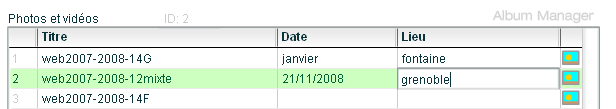 Photos et vidéos ID: 2 Album Manager
Titre Date Lieu
1 web2007-2008-14G janvier fontaine
2 web2007-2008-12mixte 21/11/2008 grenoble
3 web2007-2008-14F